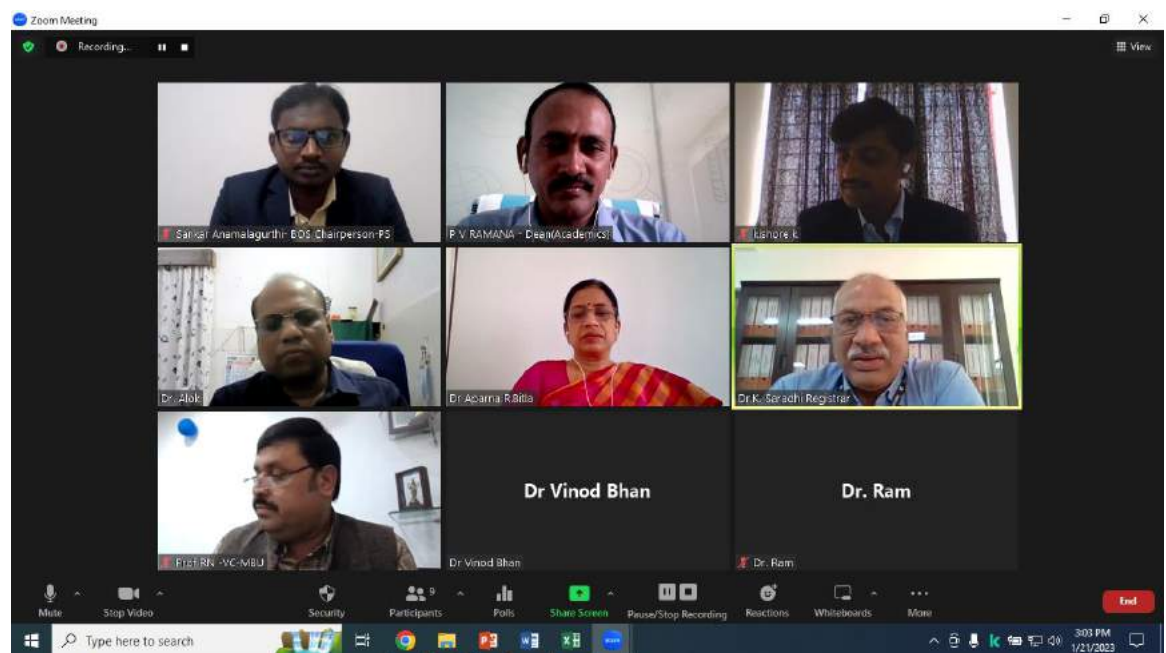 Zoom Meeting
Recording...
View
Sankar Anamalagurthi- BOS Chairperson-PS
P V RAMANA - Dean(Academics)
kishore k
Dr. Alok
Dr Aparna R.Bitla
Dr.K. Saradhi Registrar
Prof RN -VC-MBU
Dr Vinod Bhan
Dr Vinod Bhan
Dr. Ram
Dr. Ram
Mute
Stop Video
Security
9
Participants
Polls
Share Screen
Pause/Stop Recording
Reactions
Whiteboards
More
End
Type here to search
3:03 PM
1/21/2023